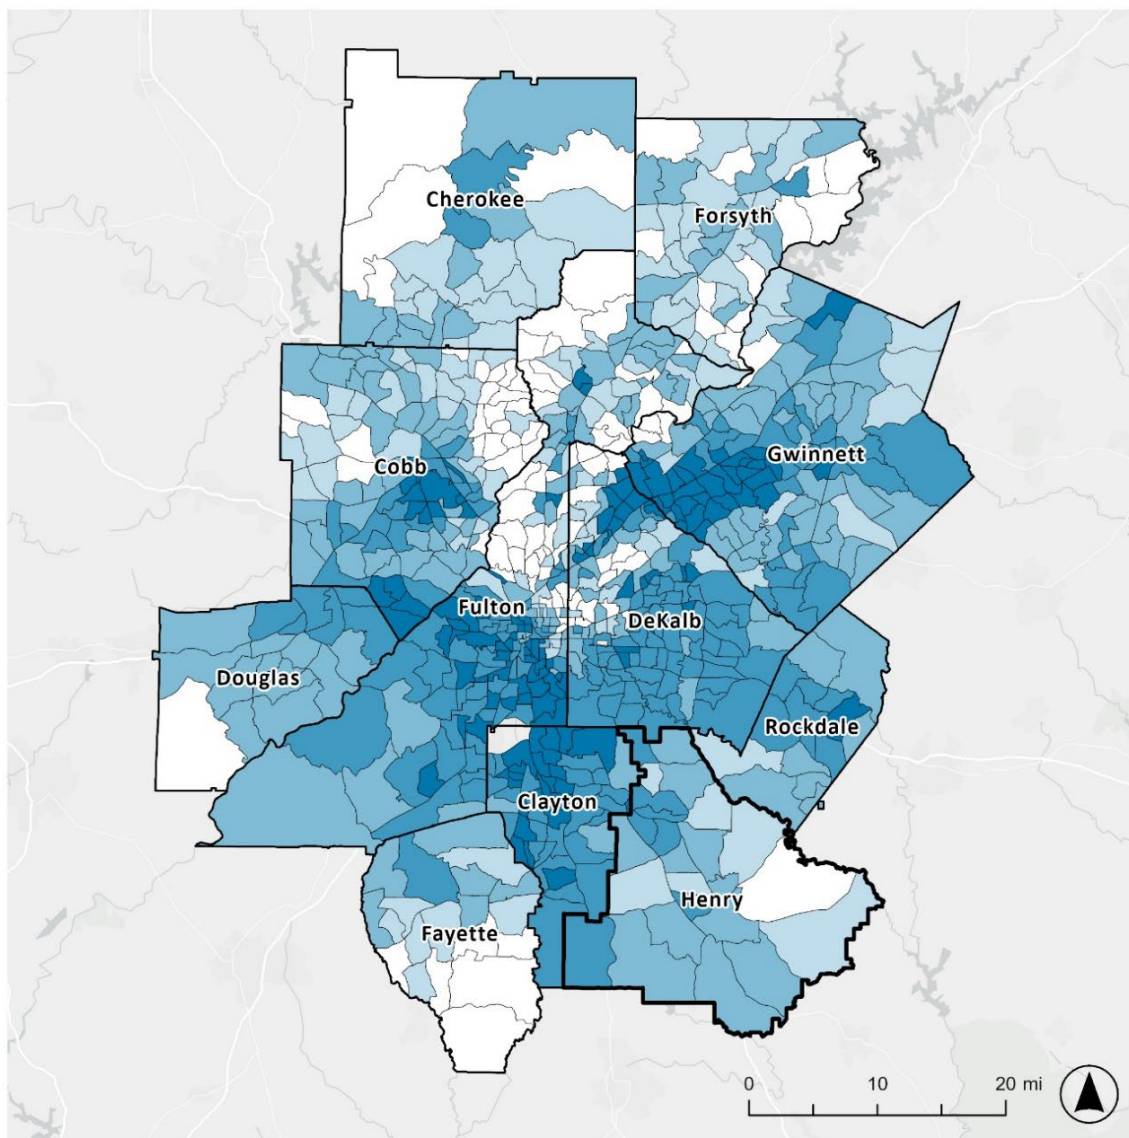 Cherokee
Forsyth
Cobb
Gwinnett
Fulton
DeKalb
Douglas
Rockdale
Clayton
Henry
Fayette
0 10 20 mi